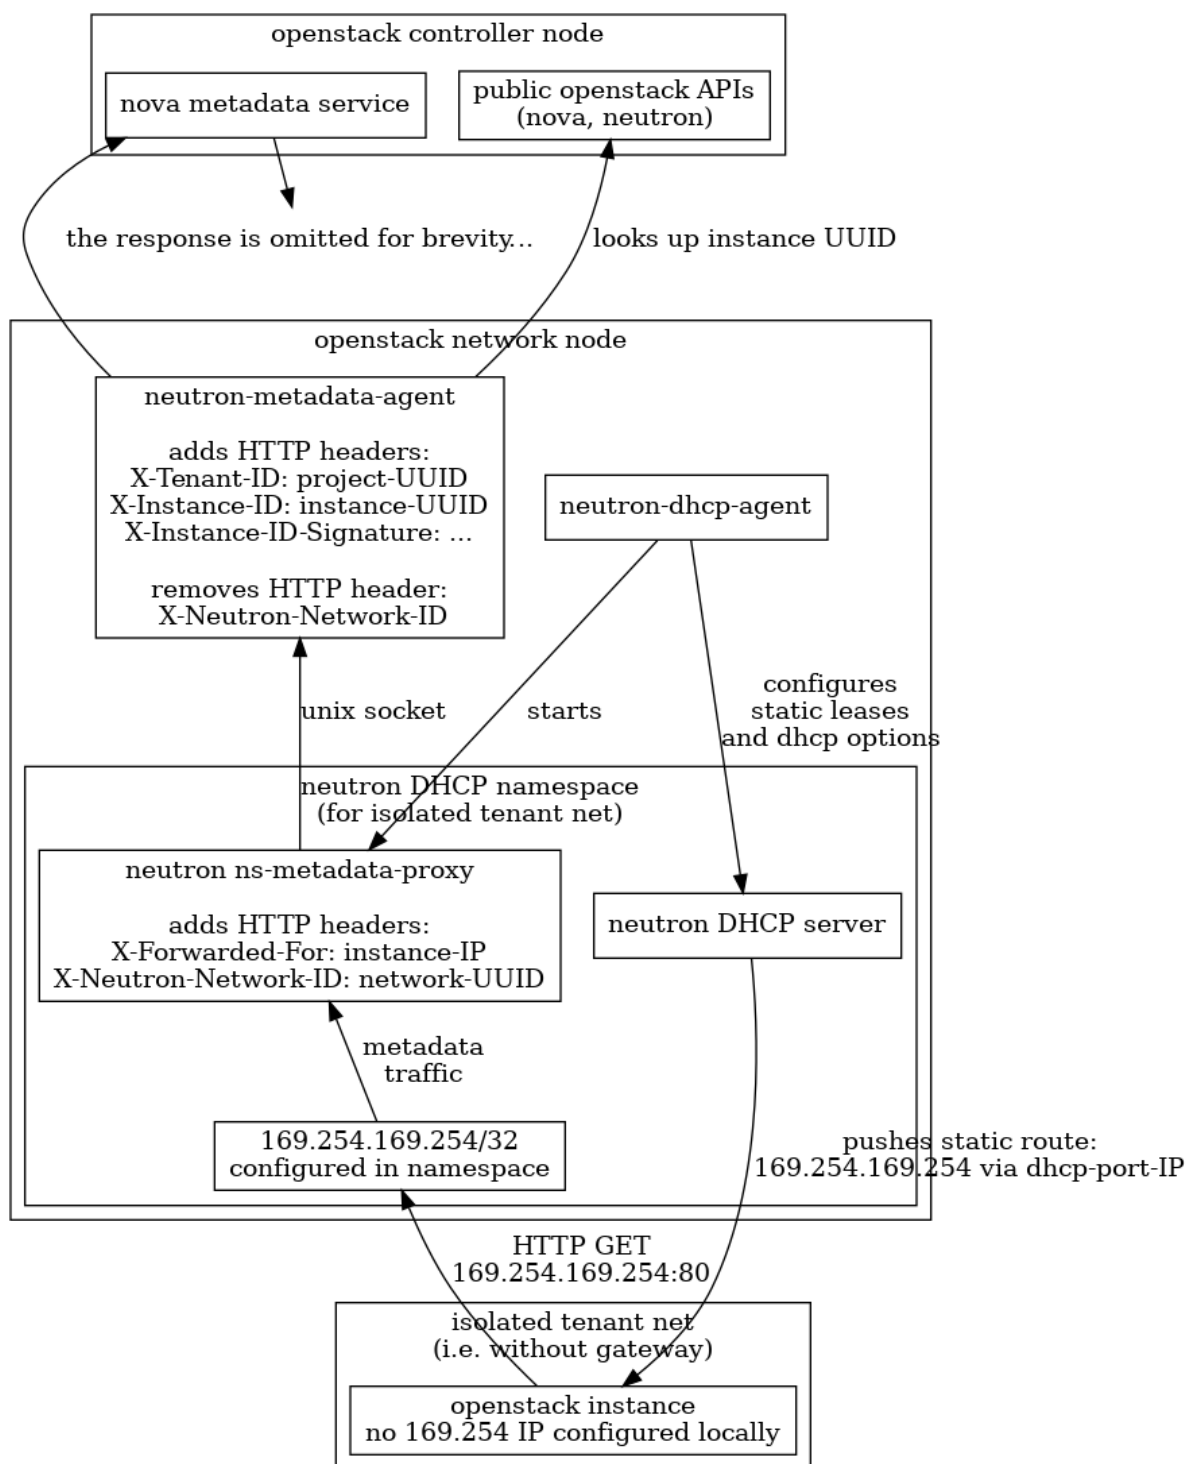 openstack controller node
nova metadata service
public openstack APIs
(nova, neutron)
the response is omitted for brevity...
looks up instance UUID
openstack network node
neutron-metadata-agent
adds HTTP headers:
X-Tenant-ID: project-UUID
X-Instance-ID: instance-UUID
X-Instance-ID-Signature: ...
removes HTTP header:
X-Neutron-Network-ID
neutron-dhcp-agent
unix socket
starts
configures
static leases
and dhcp options
neutron DHCP namespace
(for isolated tenant net)
neutron ns-metadata-proxy
adds HTTP headers:
X-Forwarded-For: instance-IP
X-Neutron-Network-ID: network-UUID
neutron DHCP server
metadata
traffic
169.254.169.254/32
configured in namespace
pushes static route:
169.254.169.254 via dhcp-port-IP
HTTP GET
169.254.169.254:80
isolated tenant net
(i.e. without gateway)
openstack instance
no 169.254 IP configured locally